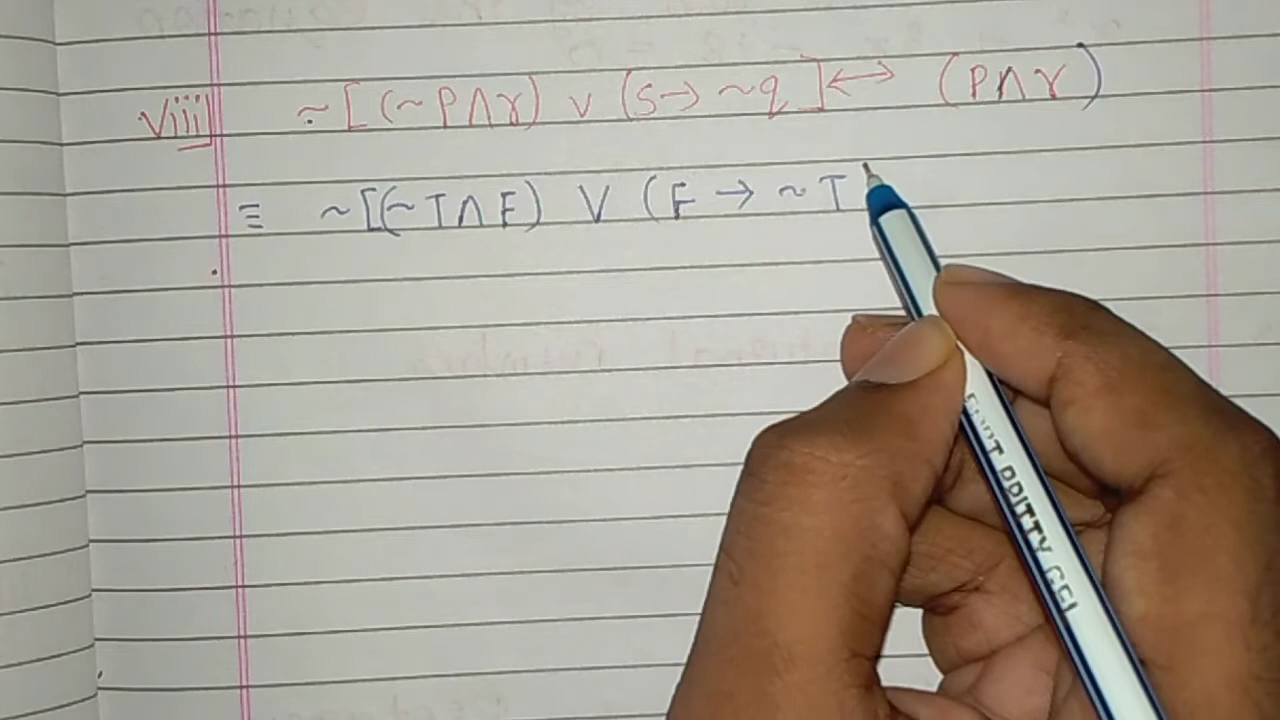 viii] ~[(~p∧r) ∨ (s→ ~q]↔ (p∧r)
≡ ~[(~T∧F) ∨ (F → ~T